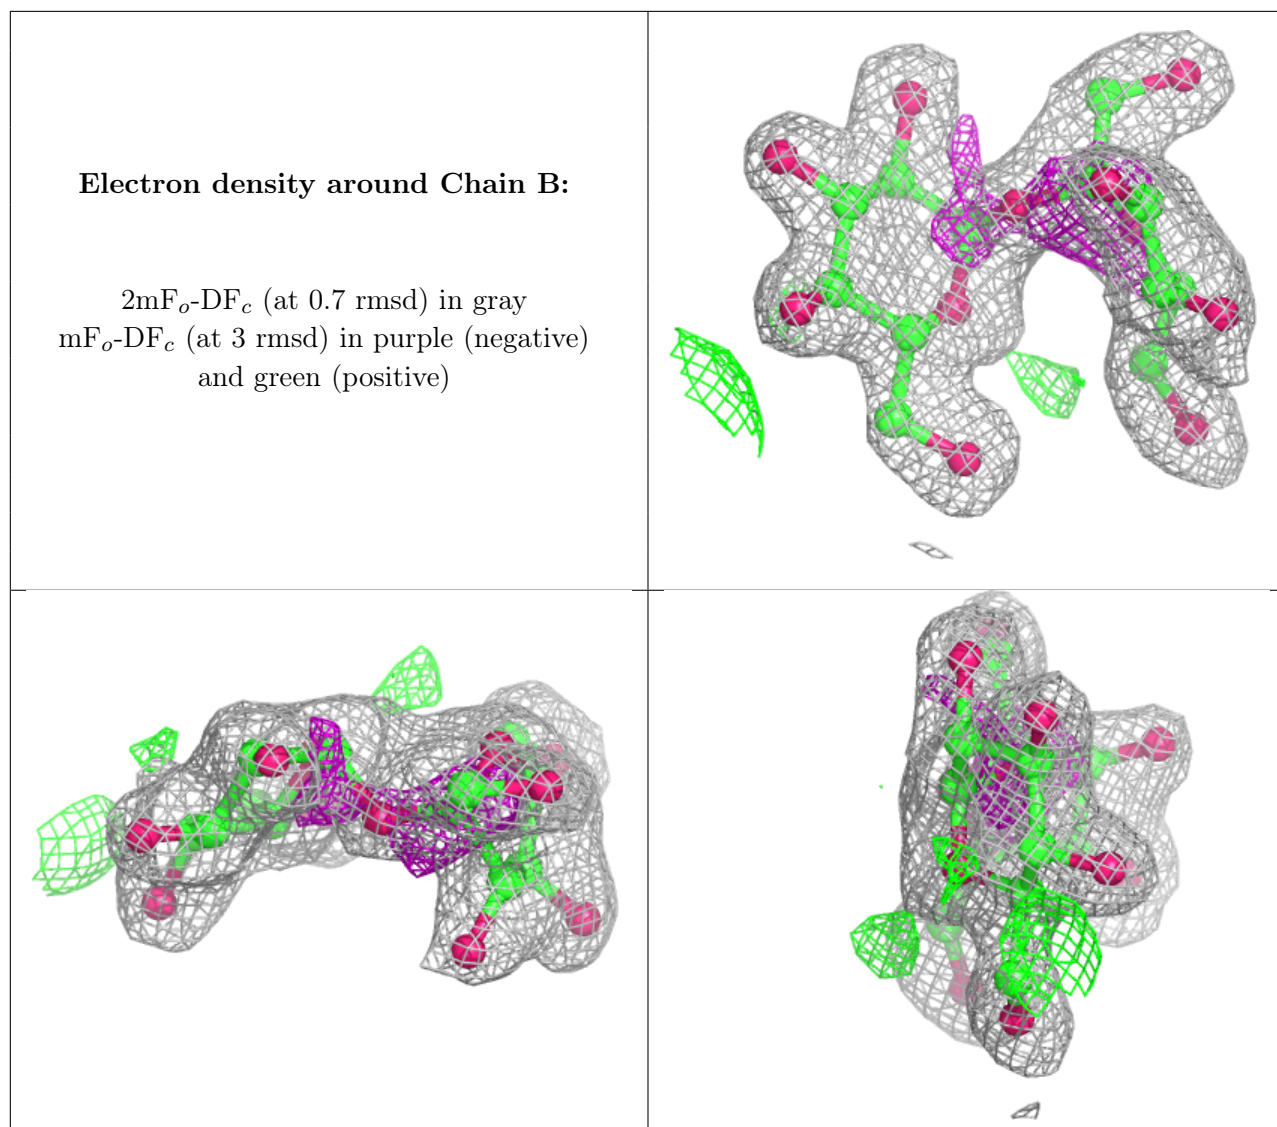 Electron density around Chain B:
2mFo-DFc (at 0.7 rmsd) in gray
mFo-DFc (at 3 rmsd) in purple (negative)
and green (positive)